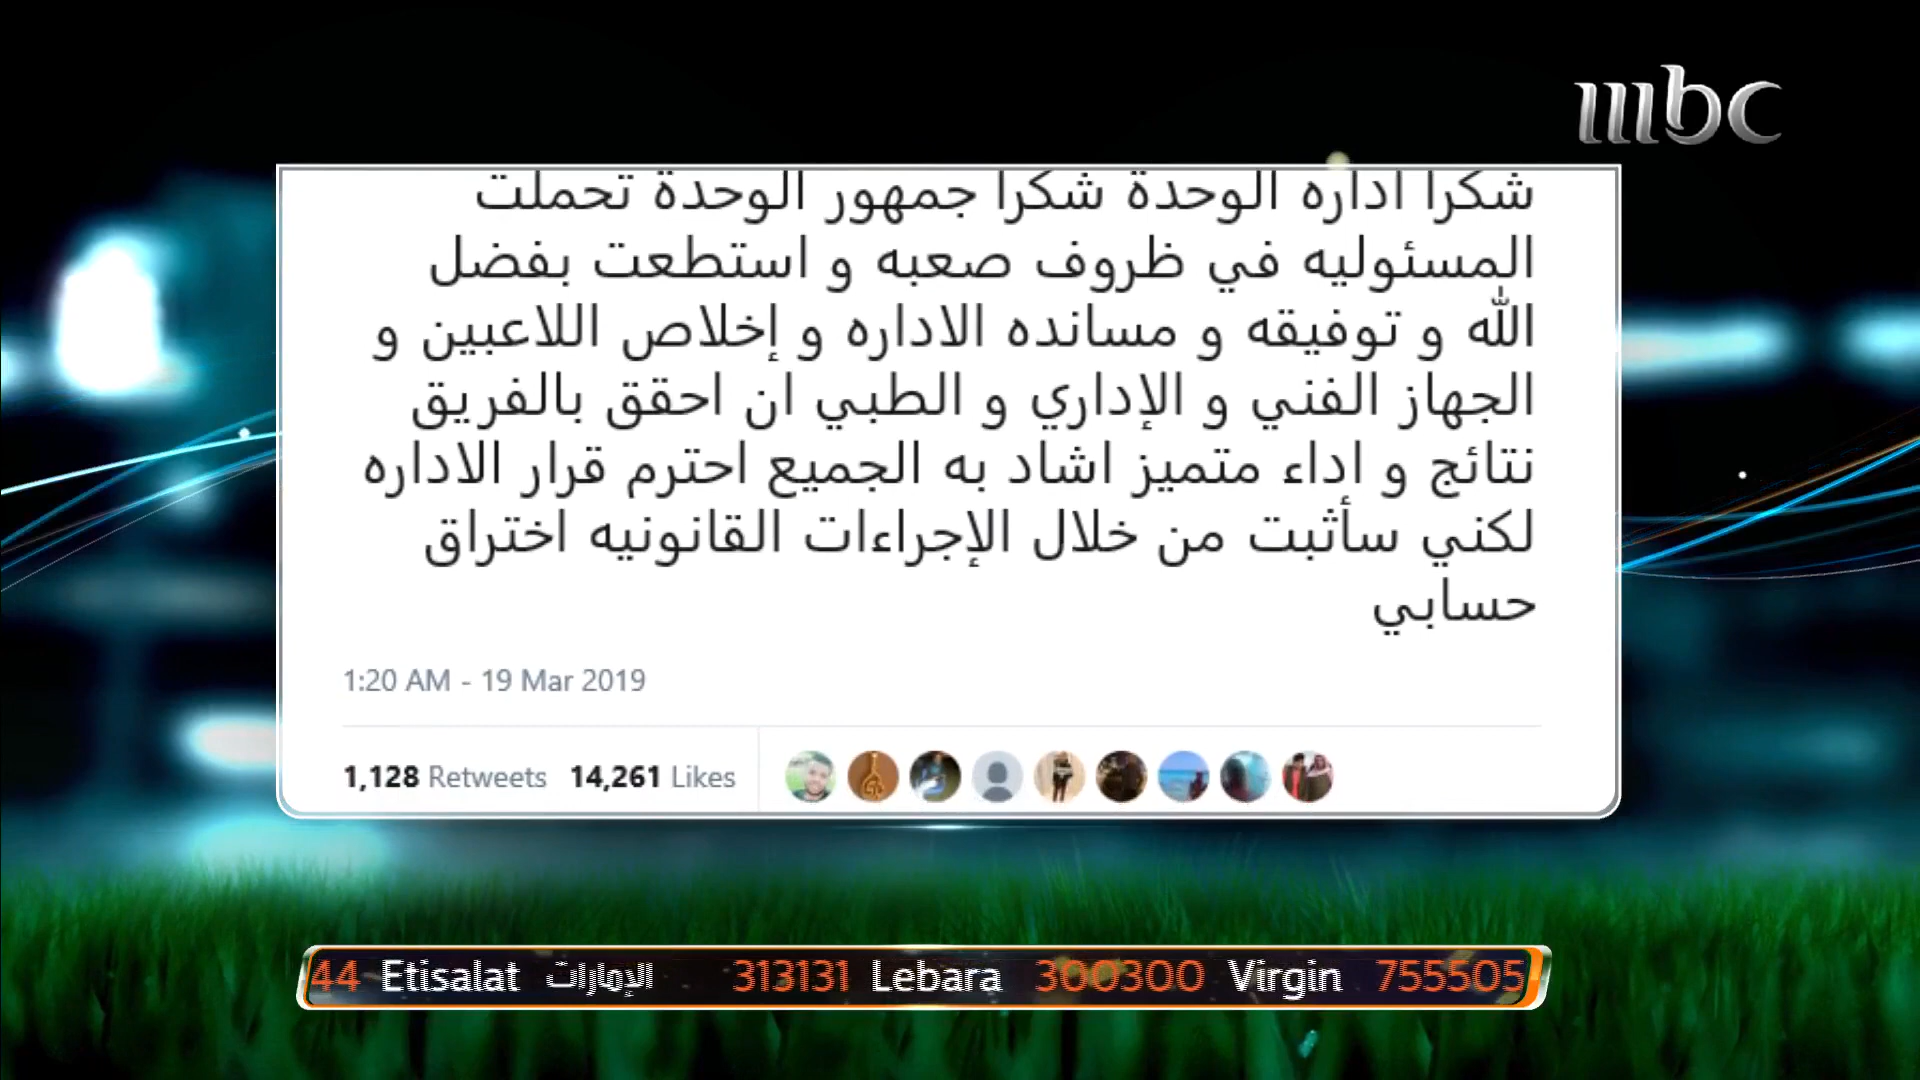 mbc
شكرا اداره الوحدة شكرا جمهور الوحدة تحملت
المسئوليه في ظروف صعبه و استطعت بفضل
الله و توفيقه و مسانده الاداره و إخلاص اللاعبين و
الجهاز الفني و الإداري و الطبي ان احقق بالفريق
نتائج و اداء متميز اشاد به الجميع احترم قرار الاداره
لكني سأثبت من خلال الإجراءات القانونيه اختراق
حسابي
1:20 AM - 19 Mar 2019
1,128 Retweets 14,261 Likes
44 Etisalat الإمارات 313131 Lebara 300300 Virgin 755505